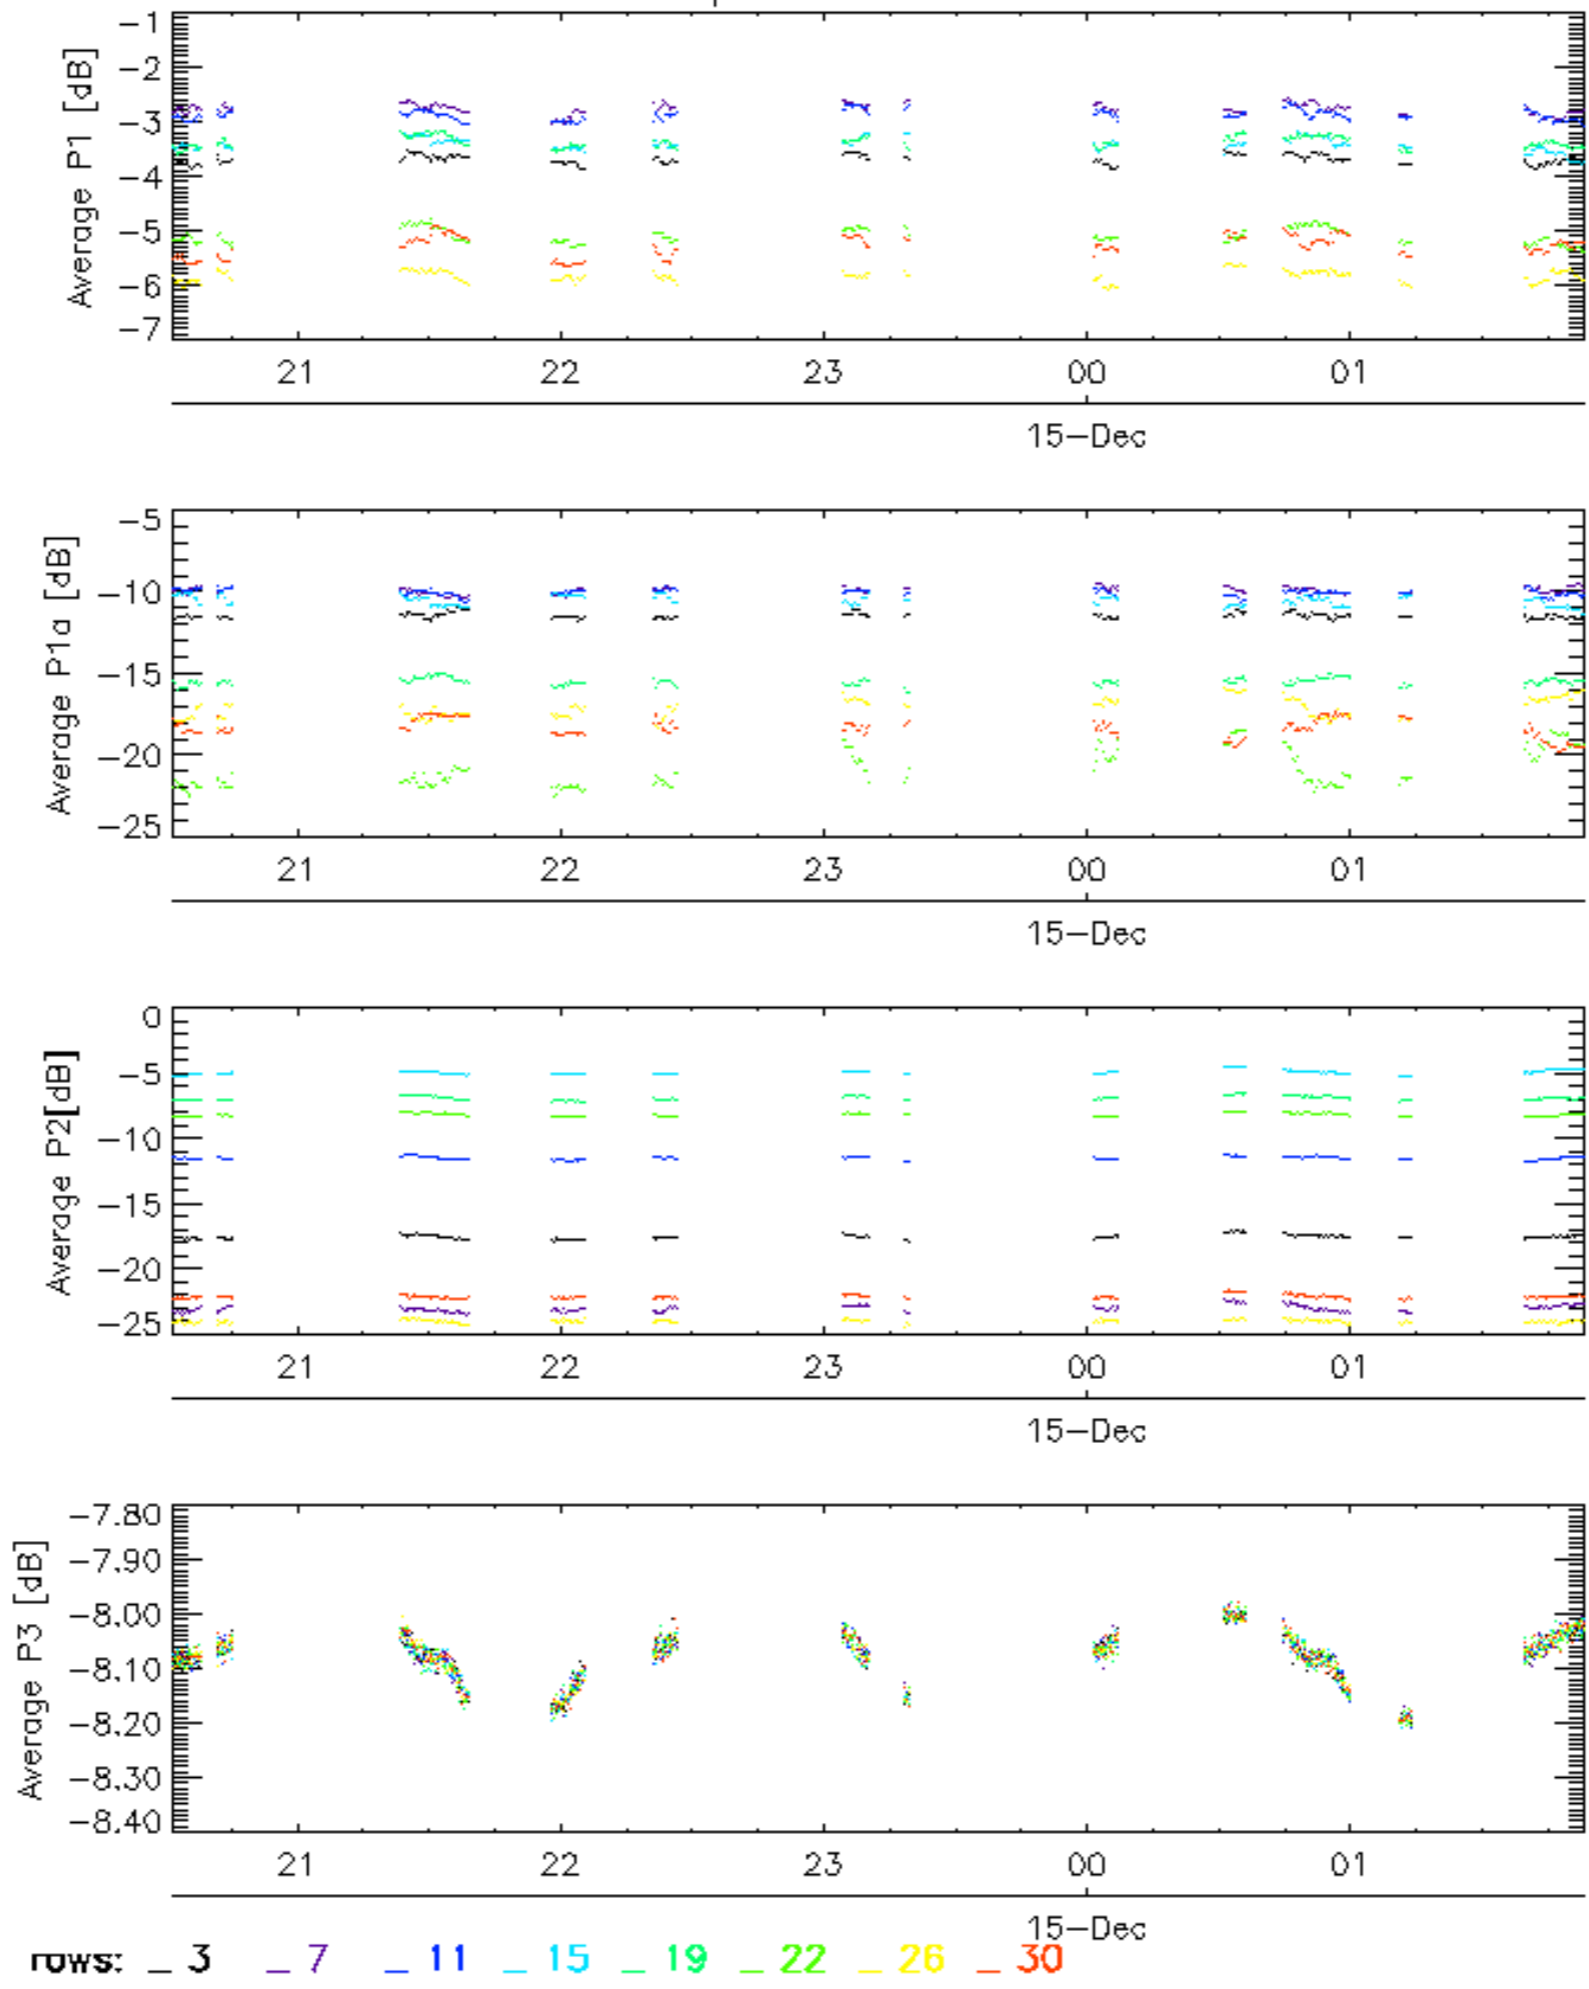 Average P1 [dB]
-1
-2
-3
-4
-5
-6
-7
21 22 23 00 01
15-Dec
Average P1a [dB]
-5
-10
-15
-20
-25
21 22 23 00 01
15-Dec
Average P2[dB]
0
-5
-10
-15
-20
-25
21 22 23 00 01
15-Dec
Average P3 [dB]
-7.80
-7.90
-8.00
-8.10
-8.20
-8.30
-8.40
21 22 23 00 01
15-Dec
rows: _ 3 _ 7 _ 11 _ 15 _ 19 _ 22 _ 26 _ 30